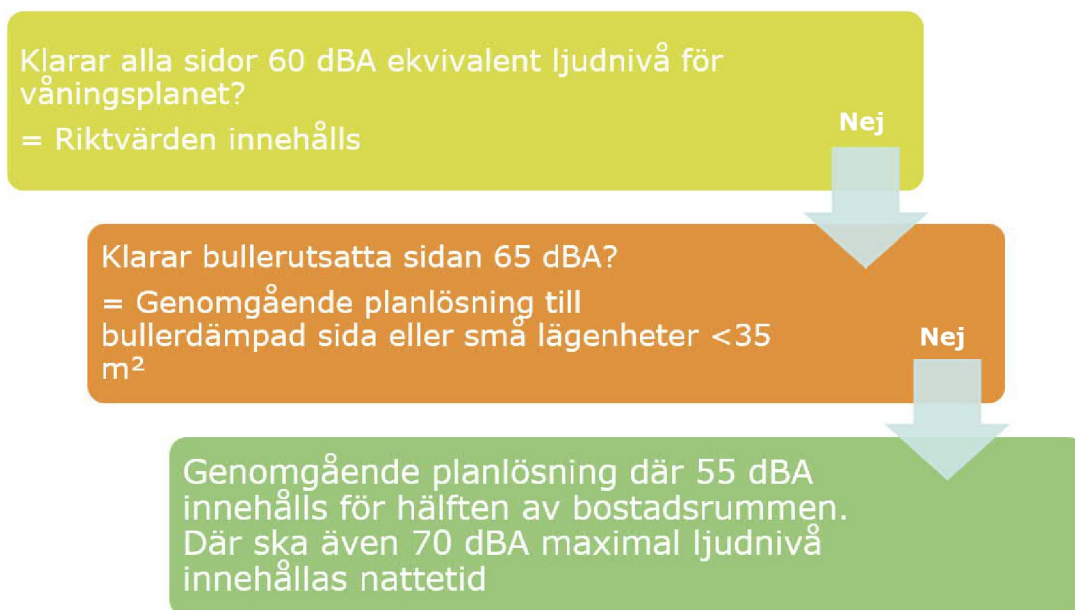 Klarar alla sidor 60 dBA ekvivalent ljudnivå för
våningsplanet?
= Riktvärden innehålls
Nej
Klarar bullerutsatta sidan 65 dBA?
= Genomgående planlösning till
bullerdämpad sida eller små lägenheter <35
m²
Nej
Genomgående planlösning där 55 dBA
innehålls för hälften av bostadsrummen.
Där ska även 70 dBA maximal ljudnivå
innehållas nattetid